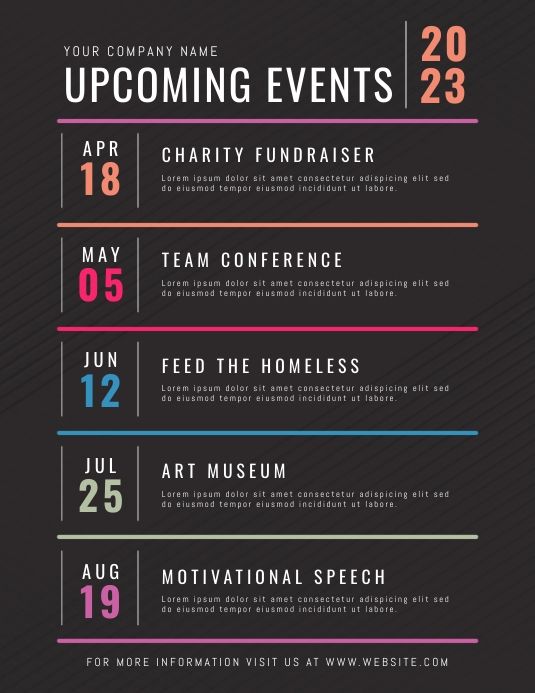 YOUR COMPANY NAME
UPCOMING EVENTS
20
23
APR
18
CHARITY FUNDRAISER
Lorem ipsum dolor sit amet consectetur adipiscing elit sed
do eiusmod tempor eiusmod incididunt ut labore.
MAY
05
TEAM CONFERENCE
Lorem ipsum dolor sit amet consectetur adipiscing elit sed
do eiusmod tempor eiusmod incididunt ut labore.
JUN
12
FEED THE HOMELESS
Lorem ipsum dolor sit amet consectetur adipiscing elit sed
do eiusmod tempor eiusmod incididunt ut labore.
JUL
25
ART MUSEUM
Lorem ipsum dolor sit amet consectetur adipiscing elit sed
do eiusmod tempor eiusmod incididunt ut labore.
AUG
19
MOTIVATIONAL SPEECH
Lorem ipsum dolor sit amet consectetur adipiscing elit sed
do eiusmod tempor eiusmod incididunt ut labore.
FOR MORE INFORMATION VISIT US AT WWW.WEBSITE.COM